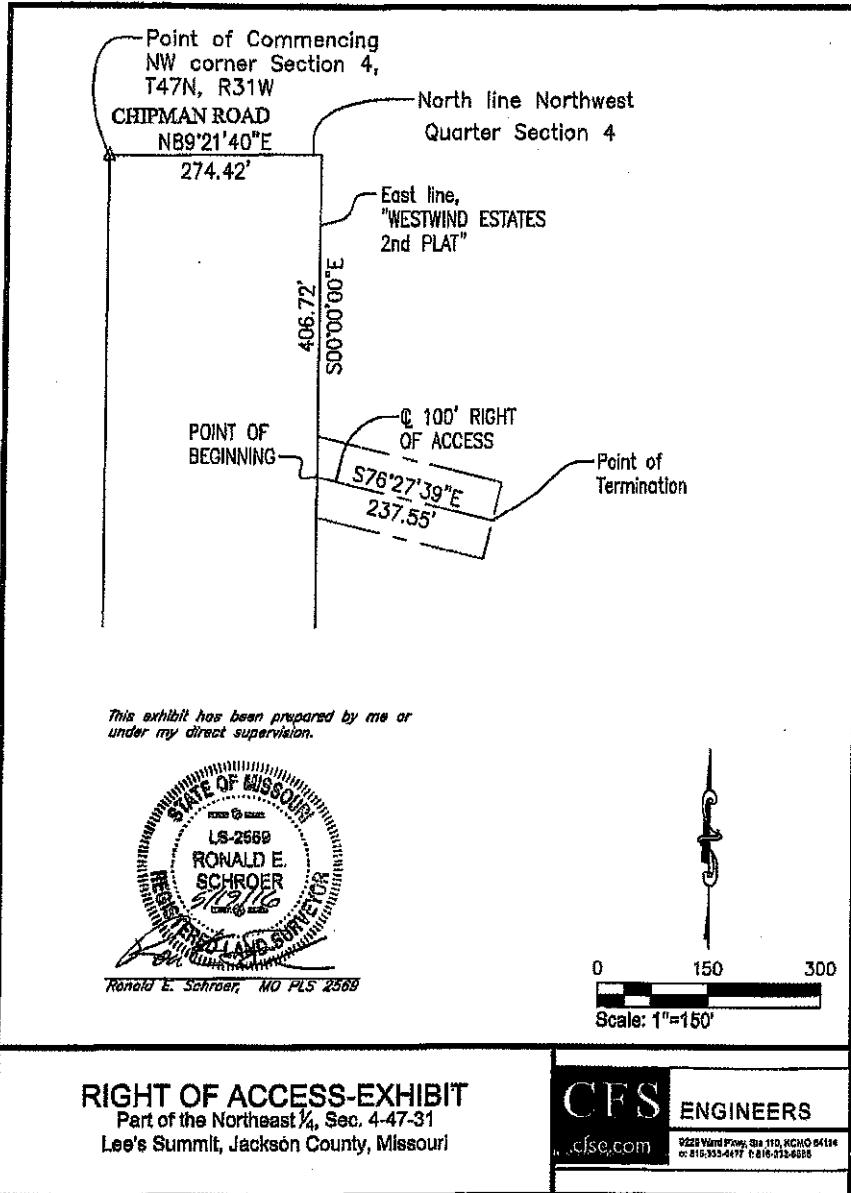 Point of Commencing
NW corner Section 4,
T47N, R31W
CHIPMAN ROAD
N89°21'40"E
274.42'
North line Northwest
Quarter Section 4
East line,
"WESTWIND ESTATES
2nd PLAT"
406.72'
S00°00'00"E
POINT OF
BEGINNING
℄ 100' RIGHT
OF ACCESS
S76°27'39"E
237.55'
Point of
Termination
This exhibit has been prepared by me or
under my direct supervision.
STATE OF MISSOURI
LS-2569
RONALD E.
SCHROER
REGISTERED LAND SURVEYOR
Ronald E. Schroer, MO PLS 2569
0 150 300
Scale: 1"=150'
RIGHT OF ACCESS-EXHIBIT
Part of the Northeast ¼, Sec. 4-47-31
Lee's Summit, Jackson County, Missouri
CFS
cfse.com
ENGINEERS